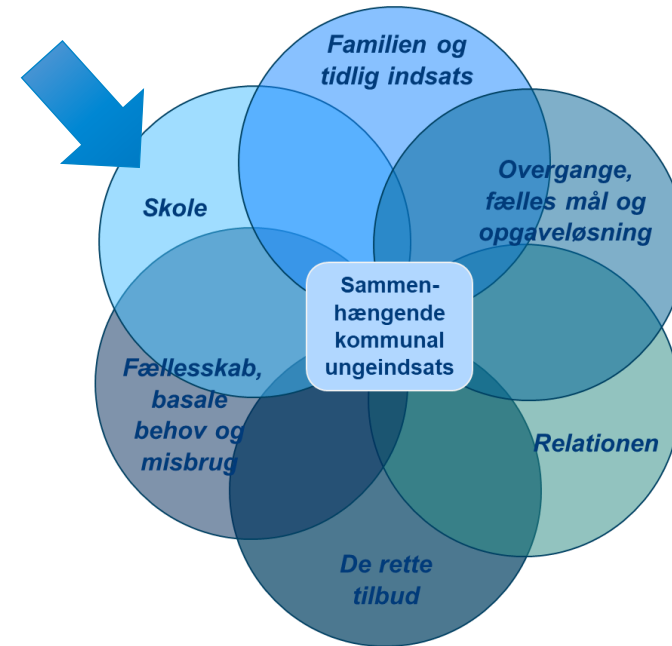 Familien og
tidlig indsats
Overgange,
fælles mål og
opgaveløsning
Skole
Sammen-
hængende
kommunal
ungeindsats
Fællesskab,
basale
behov og
misbrug
Relationen
De rette
tilbud